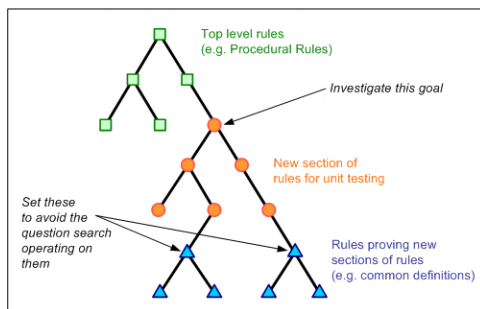 Top level rules
(e.g. Procedural Rules)
Investigate this goal
New section of
rules for unit testing
Set these
to avoid the
question search
operating on
them
Rules proving new
sections of rules
(e.g. common definitions)